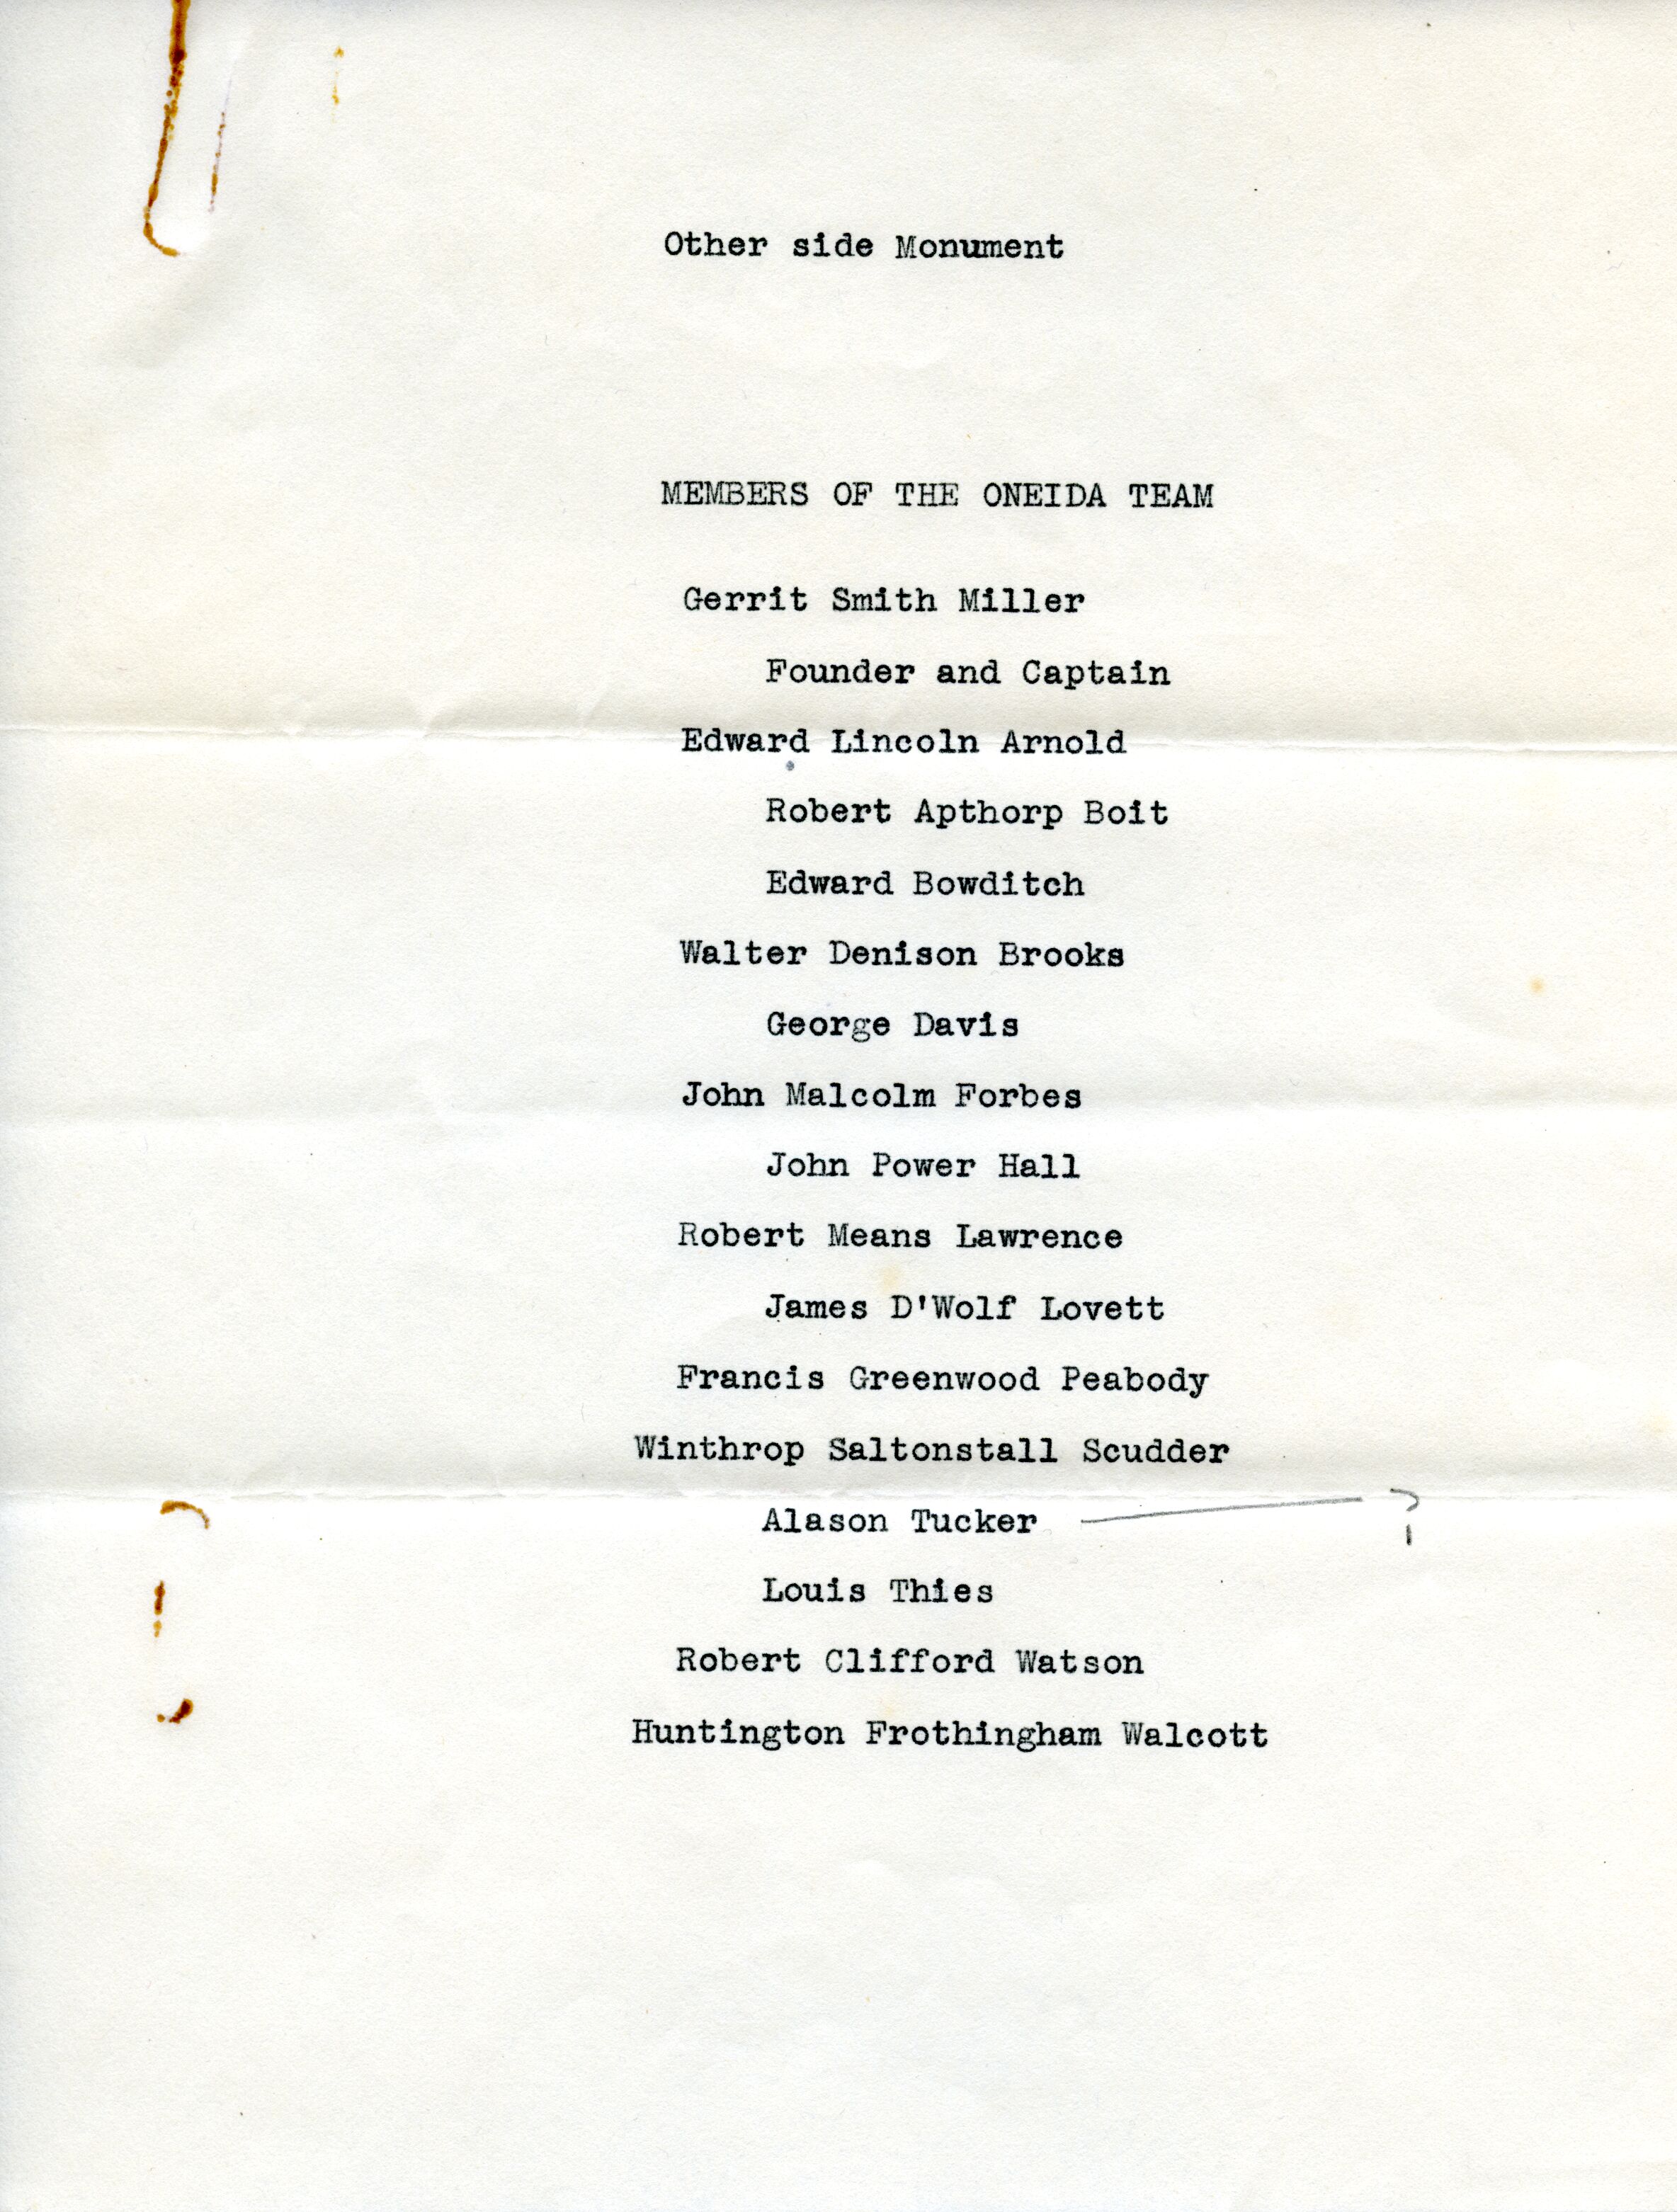 Other side Monument
MEMBERS OF THE ONEIDA TEAM
Gerrit Smith Miller
Founder and Captain
Edward Lincoln Arnold
Robert Apthorp Boit
Edward Bowditch
Walter Denison Brooks
George Davis
John Malcolm Forbes
John Power Hall
Robert Means Lawrence
James D'Wolf Lovett
Francis Greenwood Peabody
Winthrop Saltonstall Scudder
Alason Tucker — ?
Louis Thies
Robert Clifford Watson
Huntington Frothingham Walcott